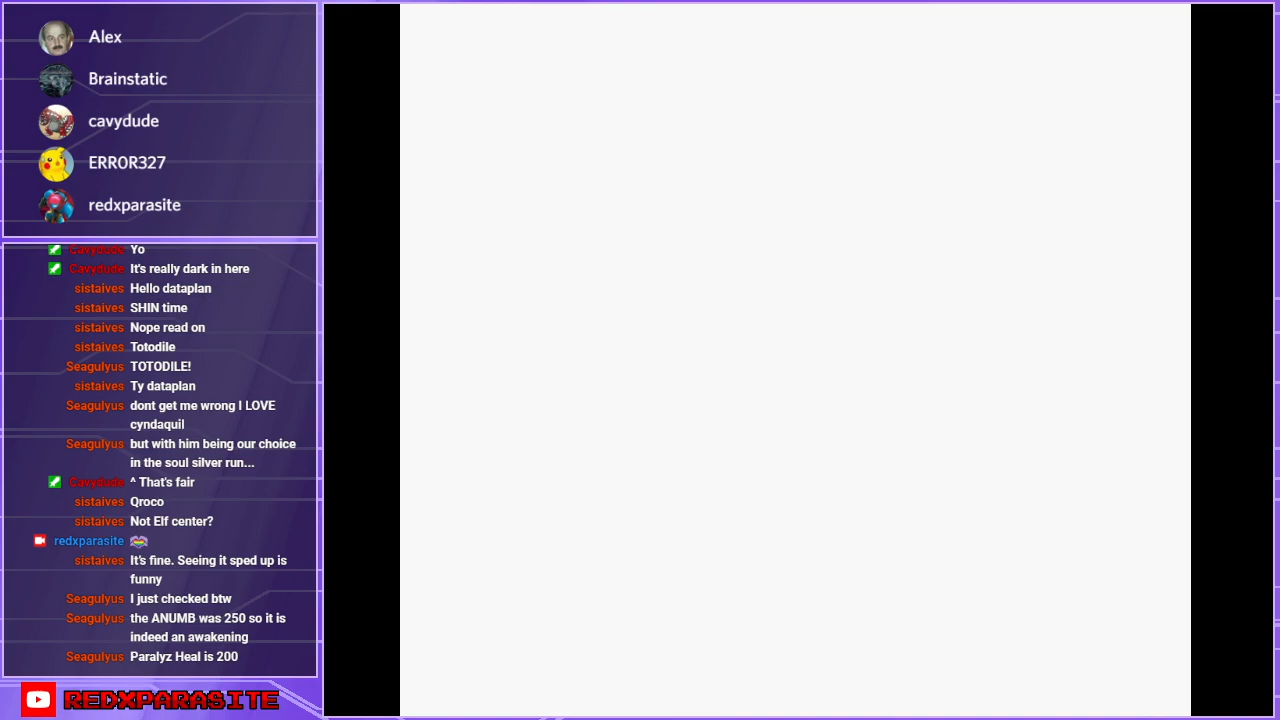 Alex
Brainstatic
cavydude
ERR0R327
redxparasite
Cavydude Yo
Cavydude It's really dark in here
sistaives Hello dataplan
sistaives SHIN time
sistaives Nope read on
sistaives Totodile
Seagulyus TOTODILE!
sistaives Ty dataplan
Seagulyus dont get me wrong I LOVE
cyndaquil
Seagulyus but with him being our choice
in the soul silver run...
Cavydude ^ That's fair
sistaives Qroco
sistaives Not Elf center?
redxparasite
sistaives It's fine. Seeing it sped up is
funny
Seagulyus I just checked btw
Seagulyus the ANUMB was 250 so it is
indeed an awakening
Seagulyus Paralyz Heal is 200
REDXPARASITE